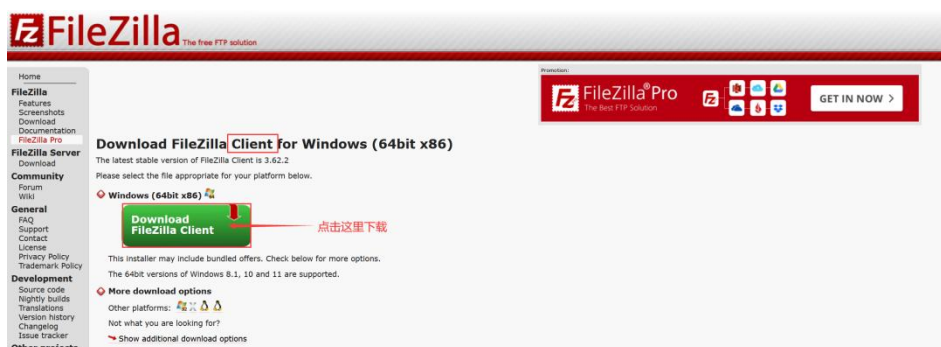 FileZilla The free FTP solution
Home
FileZilla
Features
Screenshots
Download
Documentation
FileZilla Pro
FileZilla Server
Download
Community
Forum
Wiki
General
FAQ
Support
Contact
License
Privacy Policy
Trademark Policy
Development
Source code
Nightly builds
Translations
Version history
Changelog
Issue tracker
Other projects
Promotion:
FileZilla®Pro
The Best FTP Solution
GET IN NOW >
Download FileZilla Client for Windows (64bit x86)
The latest stable version of FileZilla Client is 3.62.2
Please select the file appropriate for your platform below.
Windows (64bit x86)
Download
FileZilla Client
点击这里下载
This installer may include bundled offers. Check below for more options.
The 64bit versions of Windows 8.1, 10 and 11 are supported.
More download options
Other platforms:
Not what you are looking for?
Show additional download options